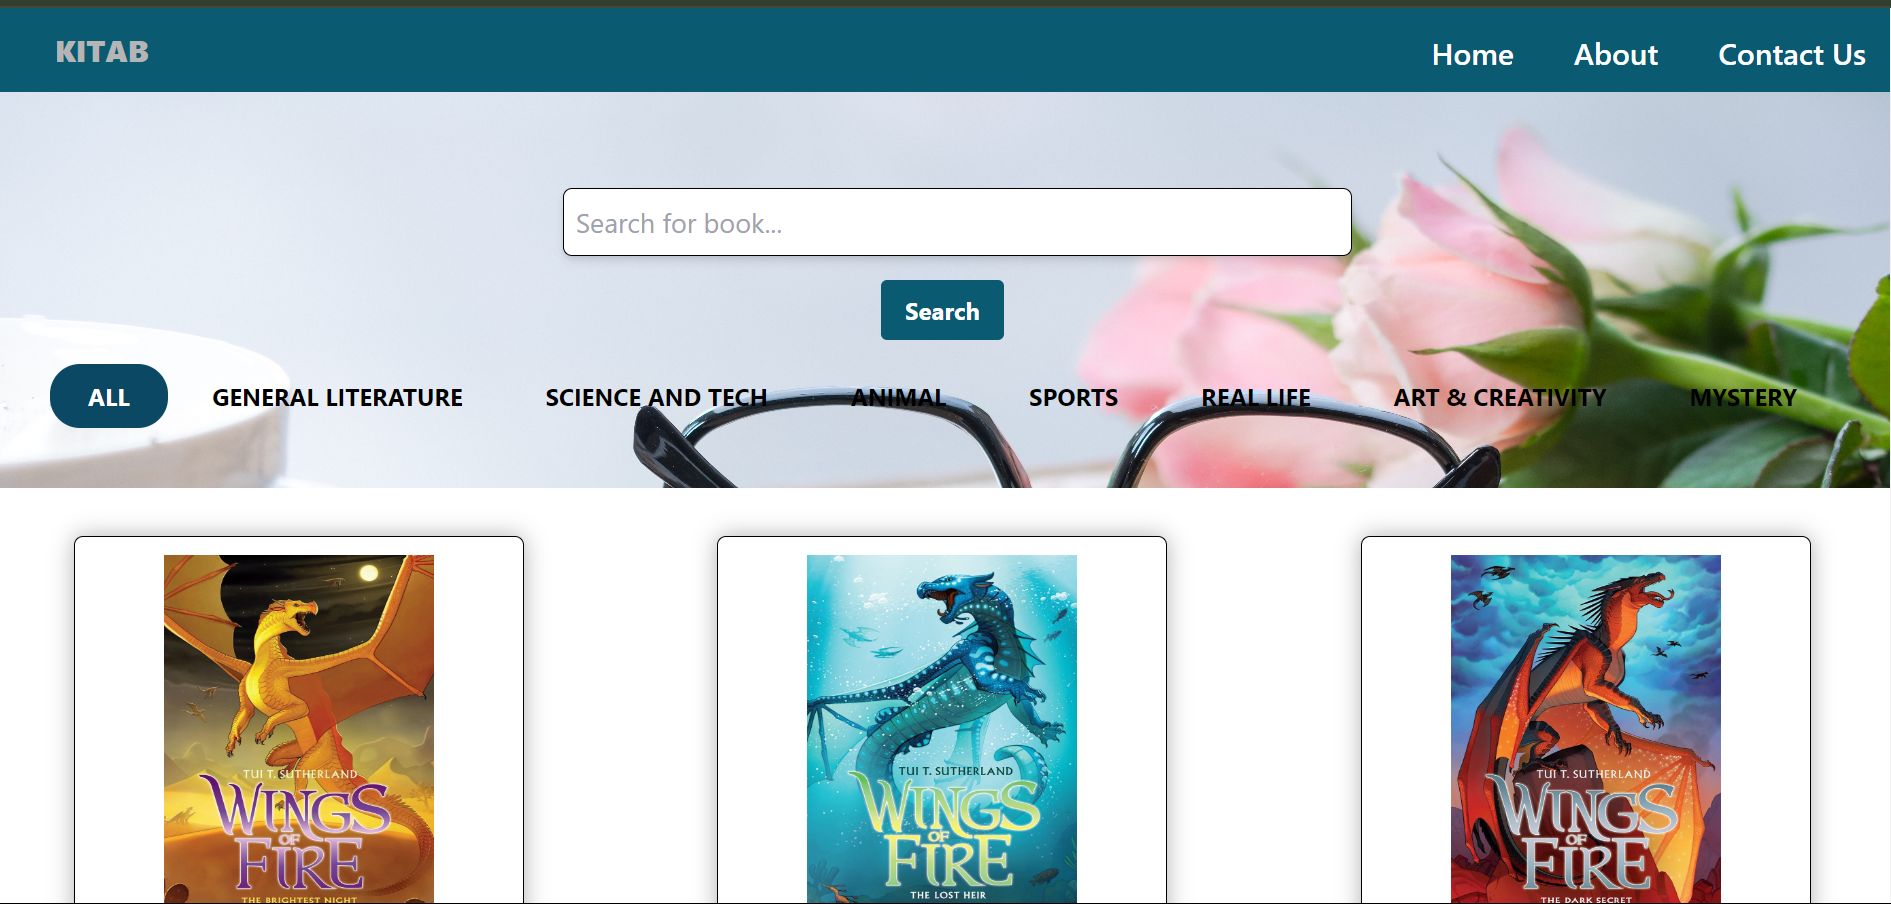 KITAB
Home About Contact Us
Search for book...
Search
ALL GENERAL LITERATURE SCIENCE AND TECH ANIMAL SPORTS REAL LIFE ART & CREATIVITY MYSTERY
TUI T. SUTHERLAND
WINGS
OF
FIRE
THE BRIGHTEST NIGHT
TUI T. SUTHERLAND
WINGS
OF
FIRE
THE LOST HEIR
TUI T. SUTHERLAND
WINGS
OF
FIRE
THE DARK SECRET